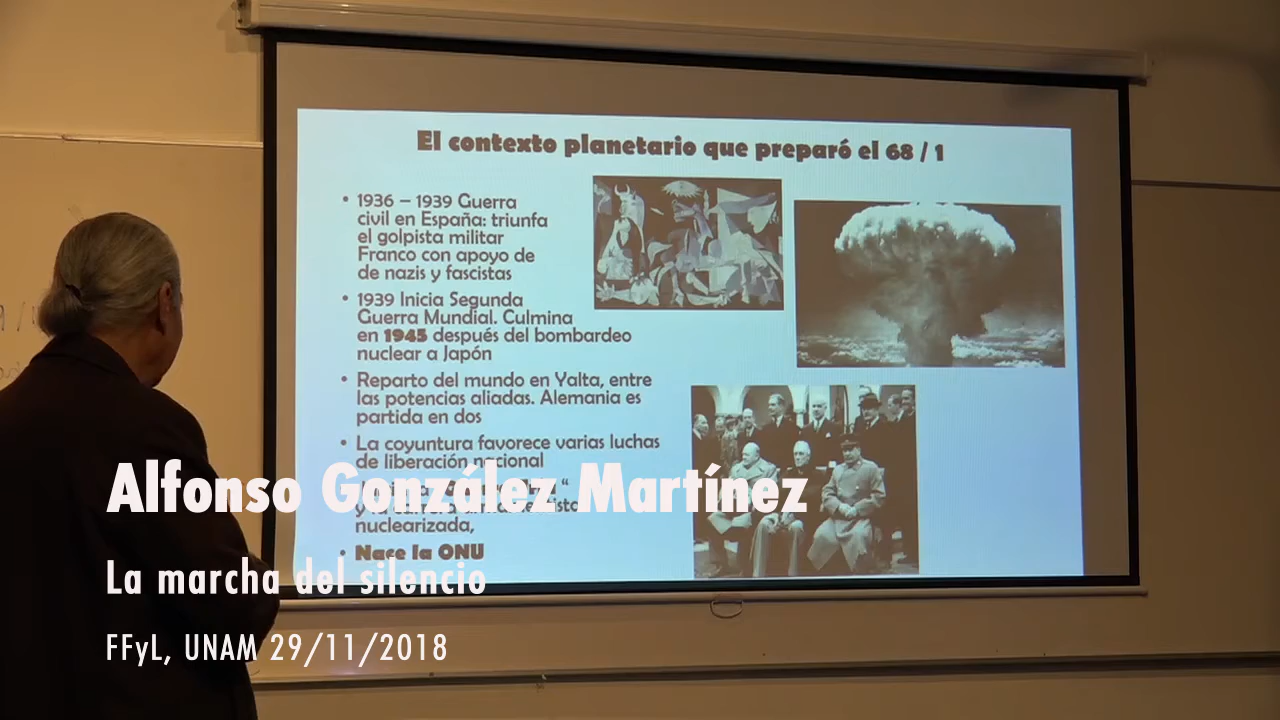 El contexto planetario que preparó el 68 / 1
• 1936 – 1939 Guerra
civil en España: triunfa
el golpista militar
Franco con apoyo de
de nazis y fascistas
• 1939 Inicia Segunda
Guerra Mundial. Culmina
en 1945 después del bombardeo
nuclear a Japón
• Reparto del mundo en Yalta, entre
las potencias aliadas. Alemania es
partida en dos
• La coyuntura favorece varias luchas
de liberación nacional
nuclearizada,
• Nace la ONU
Alfonso González Martínez
La marcha del silencio
FFyL, UNAM 29/11/2018